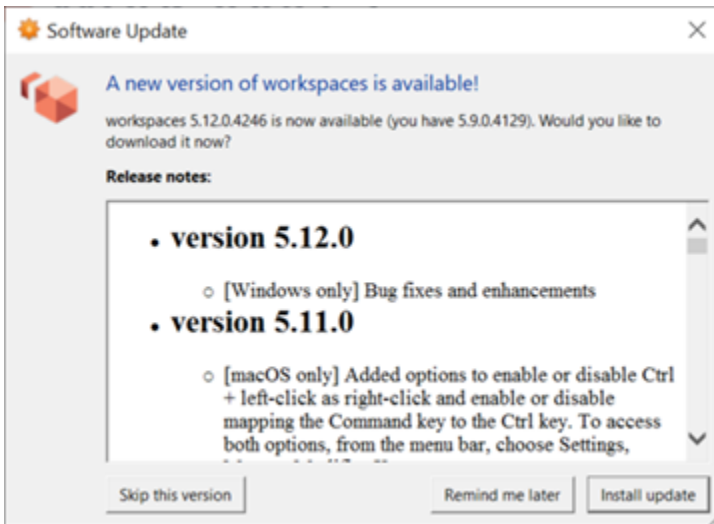 Software Update
A new version of workspaces is available!
workspaces 5.12.0.4246 is now available (you have 5.9.0.4129). Would you like to
download it now?
Release notes:
• version 5.12.0
○ [Windows only] Bug fixes and enhancements
• version 5.11.0
○ [macOS only] Added options to enable or disable Ctrl
+ left-click as right-click and enable or disable
mapping the Command key to the Ctrl key. To access
both options, from the menu bar, choose Settings,
Skip this version
Remind me later
Install update